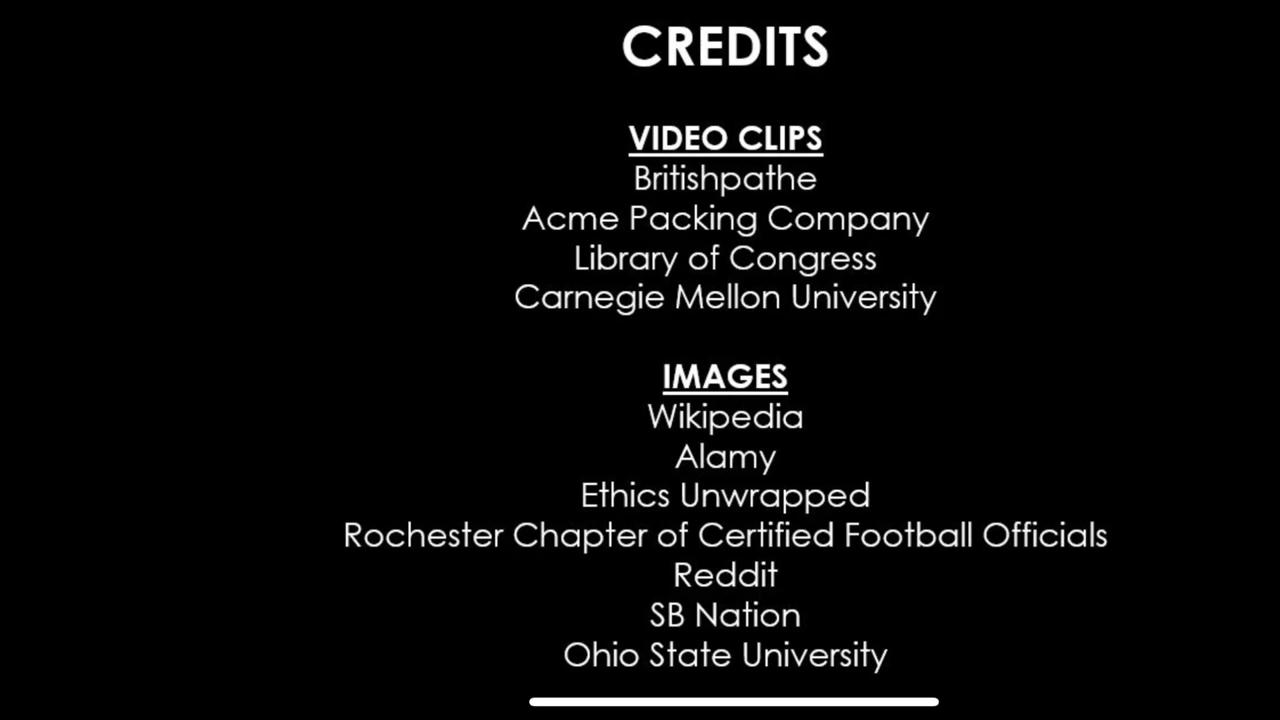 CREDITS
VIDEO CLIPS
Britishpathe
Acme Packing Company
Library of Congress
Carnegie Mellon University
IMAGES
Wikipedia
Alamy
Ethics Unwrapped
Rochester Chapter of Certified Football Officials
Reddit
SB Nation
Ohio State University